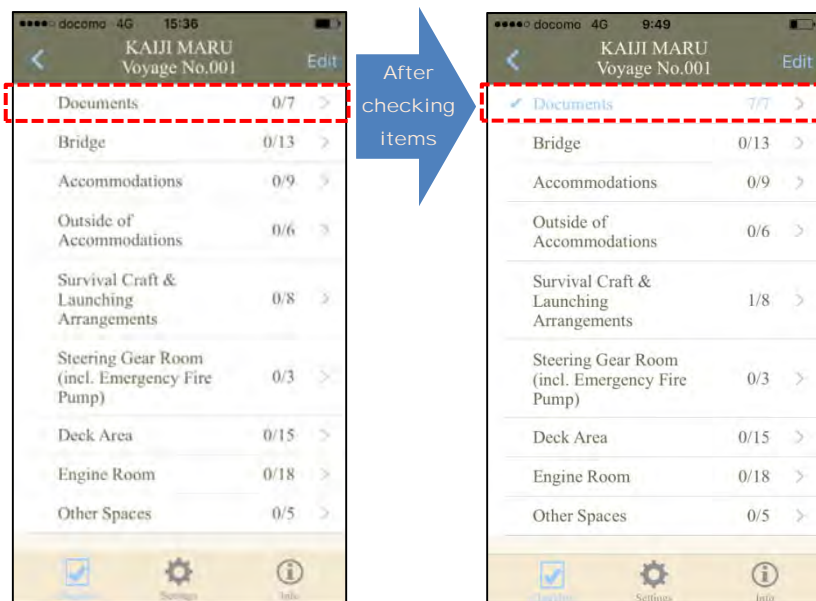 docomo 4G 15:36
KAIJI MARU
Voyage No.001
Edit
Documents 0/7
Bridge 0/13
Accommodations 0/9
Outside of
Accommodations 0/6
Survival Craft &
Launching
Arrangements 0/8
Steering Gear Room
(incl. Emergency Fire
Pump) 0/3
Deck Area 0/15
Engine Room 0/18
Other Spaces 0/5
Settings Info
After
checking
items
docomo 4G 9:49
KAIJI MARU
Voyage No.001
Edit
Documents 7/7
Bridge 0/13
Accommodations 0/9
Outside of
Accommodations 0/6
Survival Craft &
Launching
Arrangements 1/8
Steering Gear Room
(incl. Emergency Fire
Pump) 0/3
Deck Area 0/15
Engine Room 0/18
Other Spaces 0/5
Settings Info